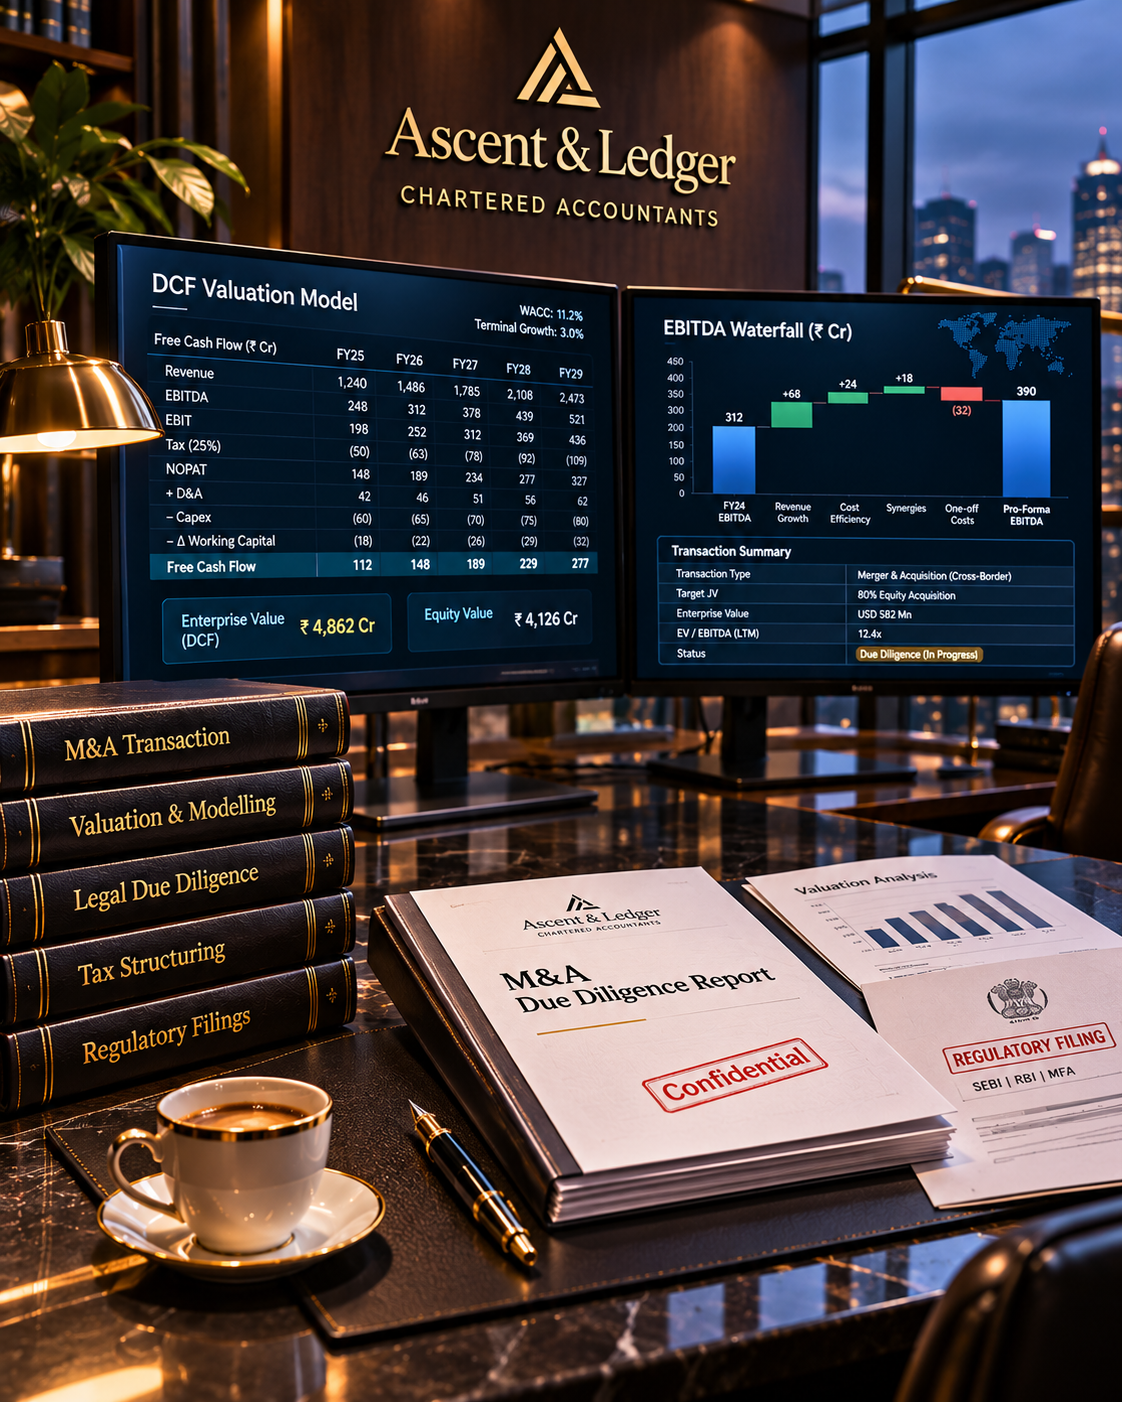 Ascent & Ledger
CHARTERED ACCOUNTANTS
DCF Valuation Model
WACC: 11.2%
Terminal Growth: 3.0%
Free Cash Flow (₹ Cr) FY25 FY26 FY27 FY28 FY29
Revenue 1,240 1,486 1,785 2,108 2,473
EBITDA 248 312 378 439 521
EBIT 198 252 312 369 436
Tax (25%) (50) (63) (78) (92) (109)
NOPAT 148 189 234 277 327
+ D&A 42 46 51 56 62
– Capex (60) (65) (70) (75) (80)
– Δ Working Capital (18) (22) (26) (29) (32)
Free Cash Flow 112 148 189 229 277
Enterprise Value
(DCF)
₹ 4,862 Cr
Equity Value
₹ 4,126 Cr
EBITDA Waterfall (₹ Cr)
450
400
350
300
200
150
100
50
0
312
+68
+24
+18
(32)
390
FY24
EBITDA
Revenue
Growth
Cost
Efficiency
Synergies
One-off
Costs
Pro-Forma
EBITDA
Transaction Summary
Transaction Type Merger & Acquisition (Cross-Border)
Target JV 80% Equity Acquisition
Enterprise Value USD 582 Mn
EV / EBITDA (LTM) 12.4x
Status Due Diligence (In Progress)
M&A Transaction
Valuation & Modelling
Legal Due Diligence
Tax Structuring
Regulatory Filings
Ascent & Ledger
CHARTERED ACCOUNTANTS
M&A
Due Diligence Report
Confidential
Valuation Analysis
REGULATORY FILING
SEBI | RBI | MFA